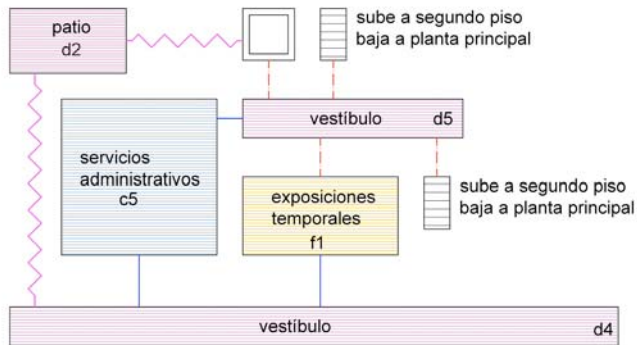 patio
d2
sube a segundo piso
baja a planta principal
vestíbulo d5
servicios
administrativos
c5
exposiciones
temporales
f1
sube a segundo piso
baja a planta principal
vestíbulo d4